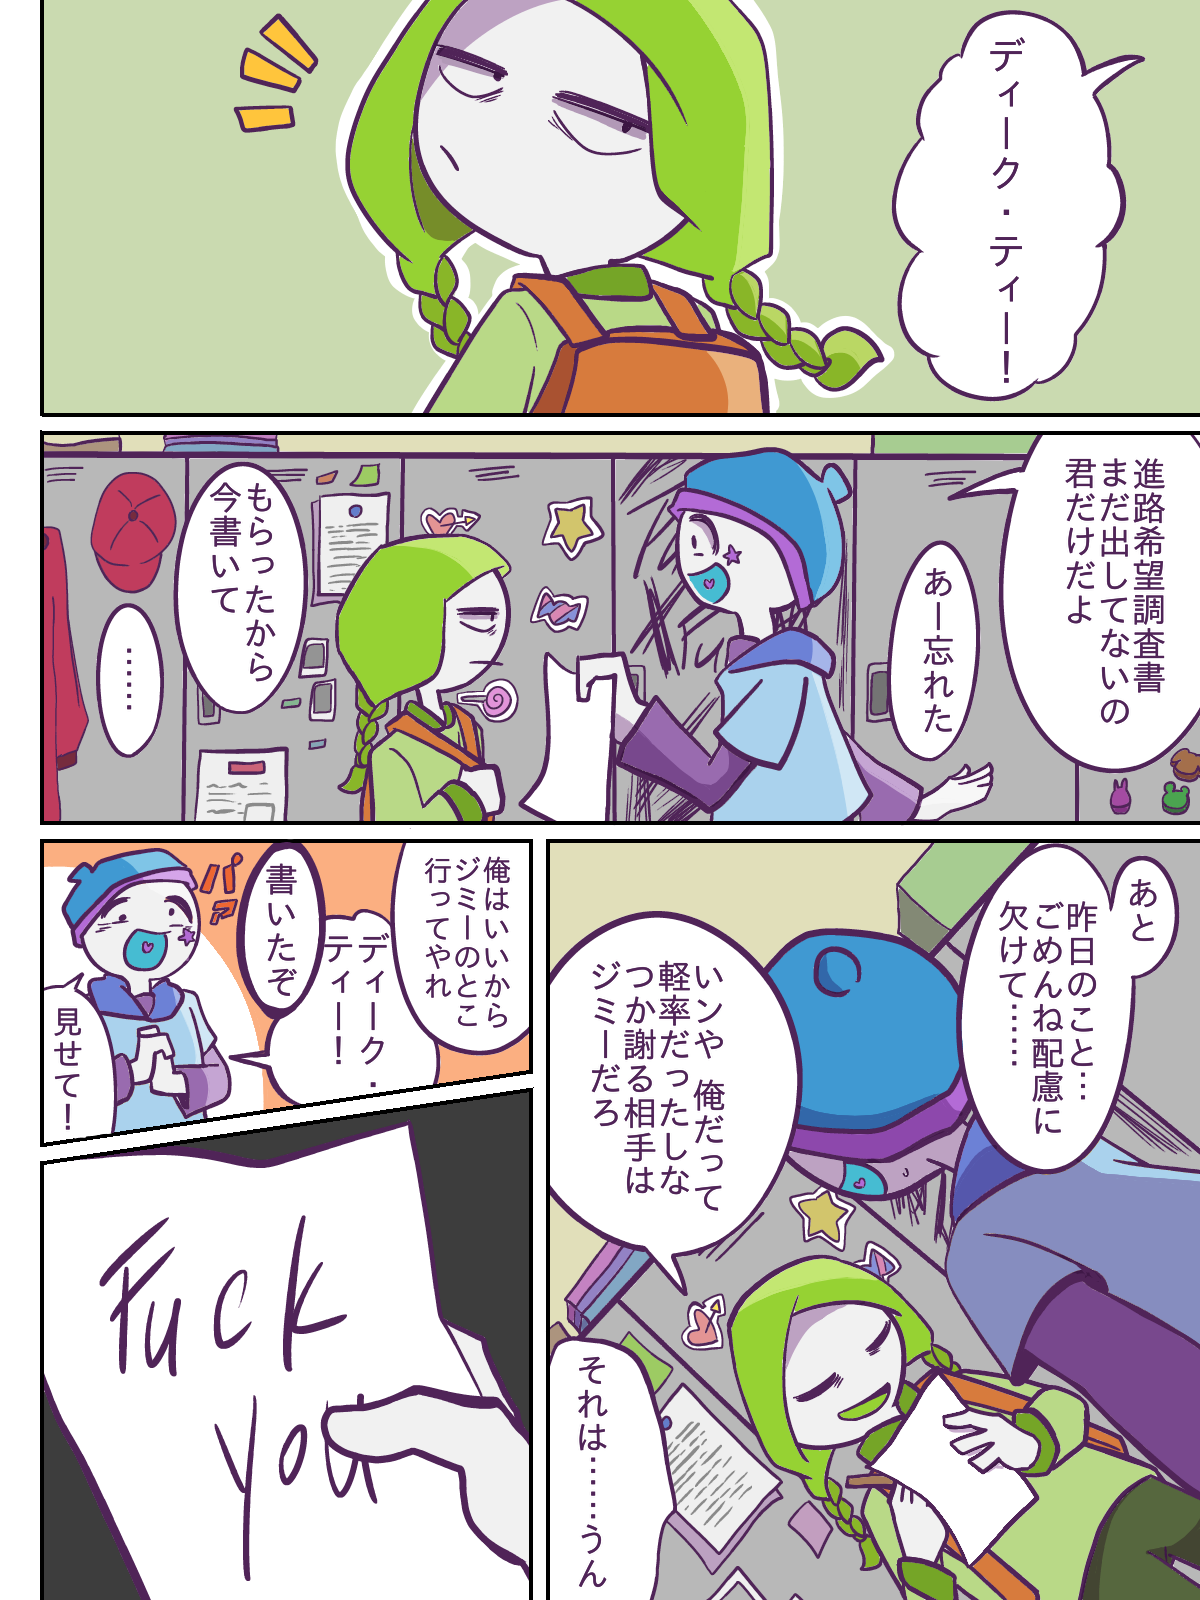 ディーク・ティー！
進路希望調査書
まだ出してないの
君だけだよ
あー忘れた
もらったから
今書いて
……
あと
昨日のこと…
ごめんね配慮に
欠けて……
いンや 俺だって
軽率だったしな
つか謝る相手は
ジミーだろ
それは……うん
俺はいいから
ジミーのとこ
行ってやれ
ディーク・
ティー！
書いたぞ
パァ
見せて！
Fuck
you